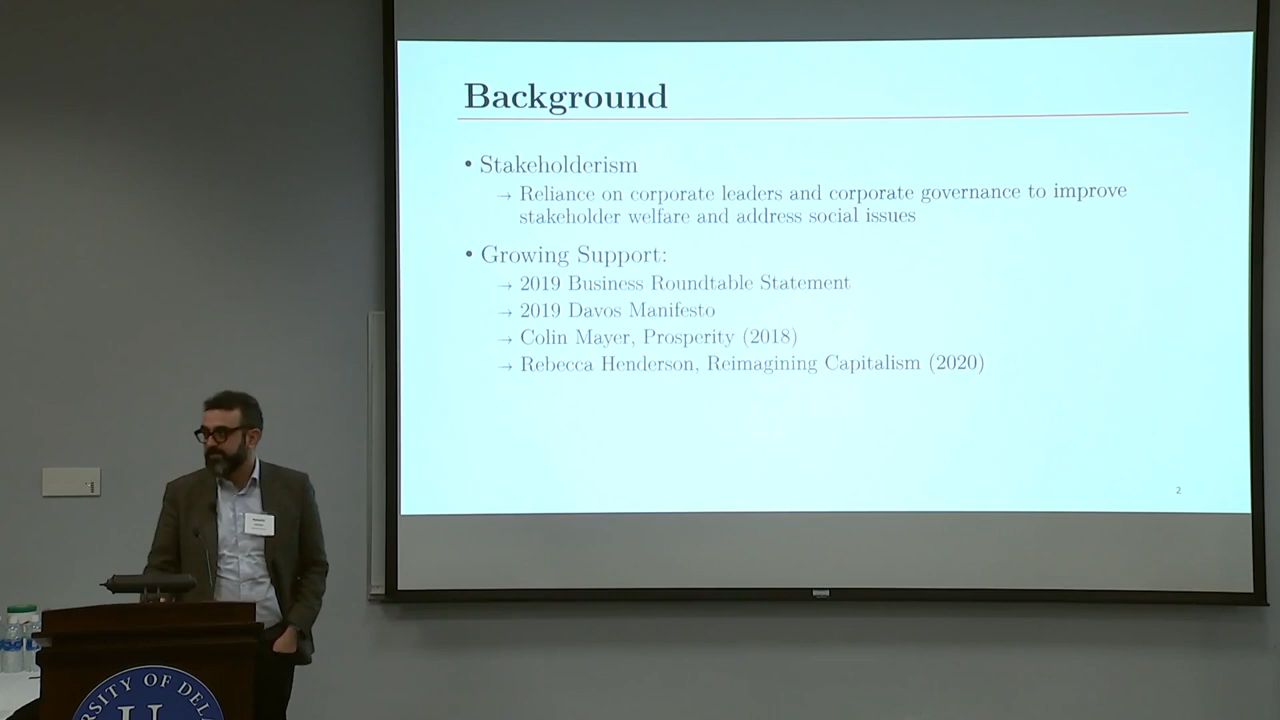 Background
• Stakeholderism
→ Reliance on corporate leaders and corporate governance to improve
stakeholder welfare and address social issues
• Growing Support:
→ 2019 Business Roundtable Statement
→ 2019 Davos Manifesto
→ Colin Mayer, Prosperity (2018)
→ Rebecca Henderson, Reimagining Capitalism (2020)
2